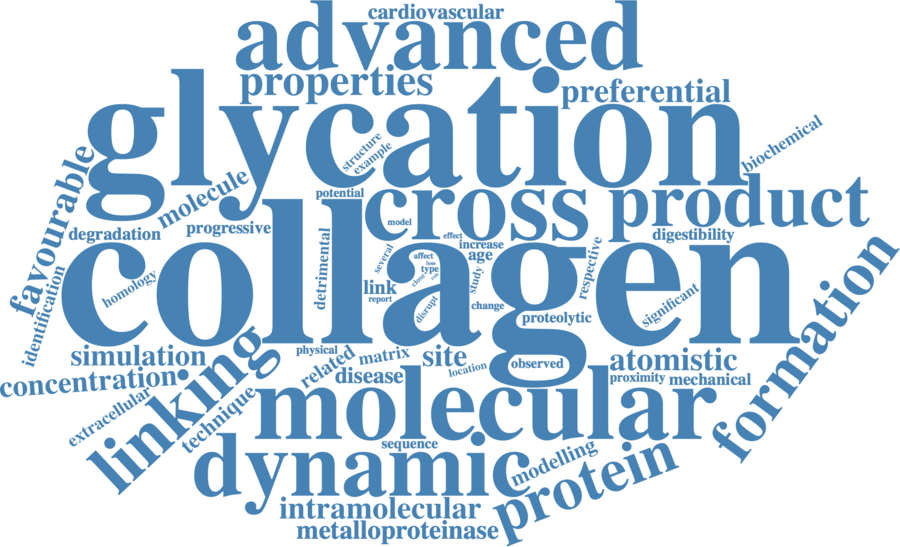 cardiovascular
advanced
properties
preferential
glycation
structure
example
biochemical
favourable
molecule
potential
cross
product
model
degradation
progressive
effect
digestibility
increase
age
several
affect
loss
type
role
close
study
respective
detrimental
collagen
homology
identification
link
report
disrupt
change
proteolytic
significant
formation
simulation
physical
related
matrix
site
location
observed
atomistic
concentration
linking
disease
proximity
mechanical
extracellular
technique
molecular
sequence
dynamic
modelling
protein
intramolecular
metalloproteinase